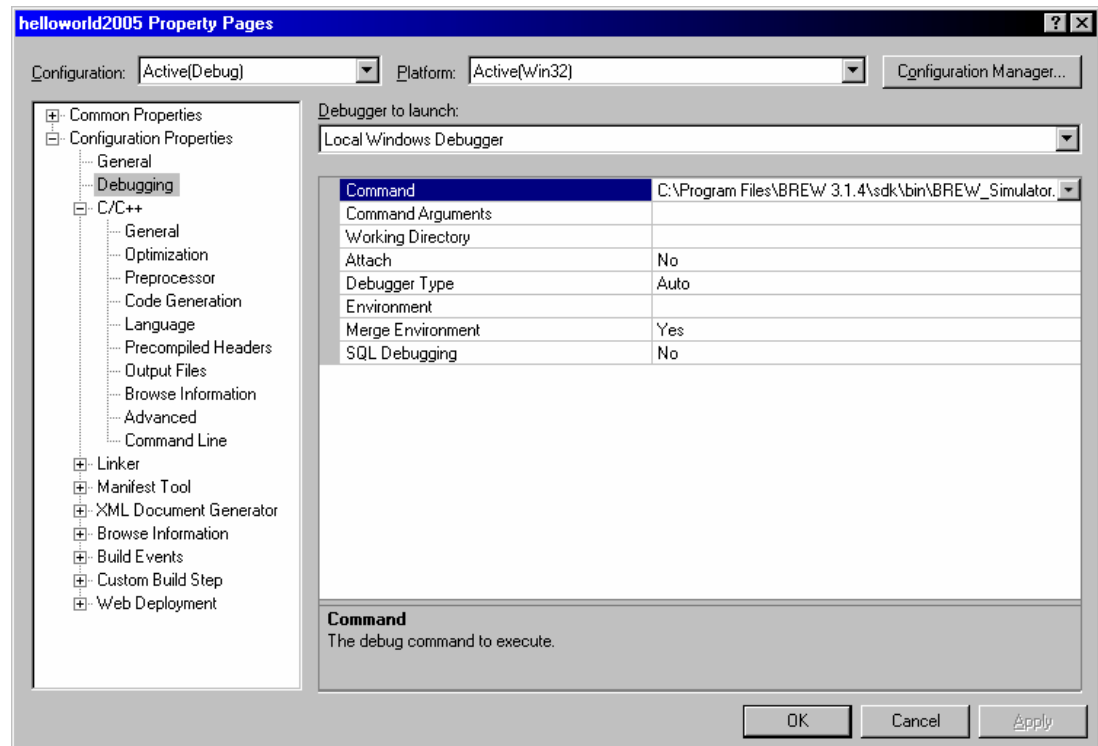 helloworld2005 Property Pages
Configuration: Active(Debug) Platform: Active(Win32) Configuration Manager...
Common Properties
Configuration Properties
General
Debugging
C/C++
General
Optimization
Preprocessor
Code Generation
Language
Precompiled Headers
Output Files
Browse Information
Advanced
Command Line
Linker
Manifest Tool
XML Document Generator
Browse Information
Build Events
Custom Build Step
Web Deployment
Debugger to launch:
Local Windows Debugger
Command C:\Program Files\BREW 3.1.4\sdk\bin\BREW_Simulator.
Command Arguments
Working Directory
Attach No
Debugger Type Auto
Environment
Merge Environment Yes
SQL Debugging No
Command
The debug command to execute.
OK Cancel Apply